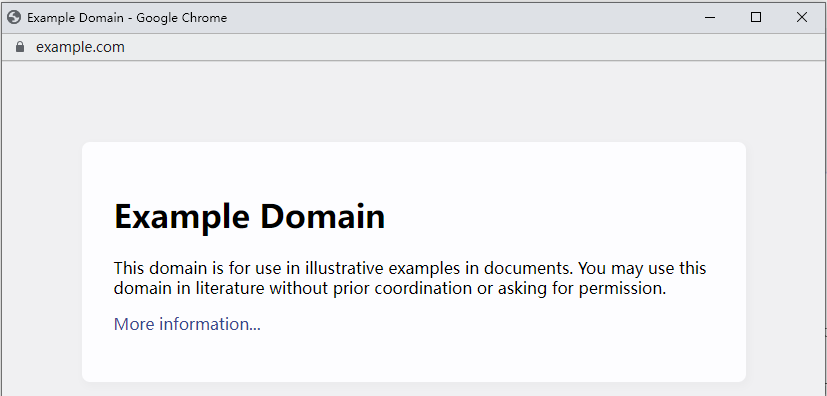 Example Domain - Google Chrome
example.com
Example Domain
This domain is for use in illustrative examples in documents. You may use this
domain in literature without prior coordination or asking for permission.
More information...